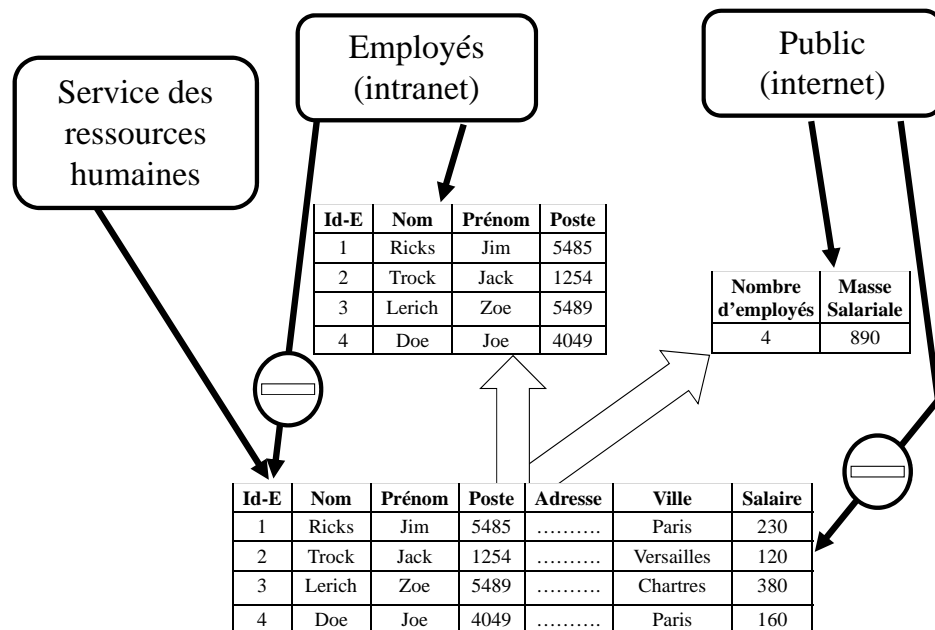 Service des
ressources
humaines
Employés
(intranet)
Public
(internet)
Id-E Nom Prénom Poste
1 Ricks Jim 5485
2 Trock Jack 1254
3 Lerich Zoe 5489
4 Doe Joe 4049
Nombre Masse
d'employés Salariale
4 890
Id-E Nom Prénom Poste Adresse Ville Salaire
1 Ricks Jim 5485 ………. Paris 230
2 Trock Jack 1254 ………. Versailles 120
3 Lerich Zoe 5489 ………. Chartres 380
4 Doe Joe 4049 ………. Paris 160